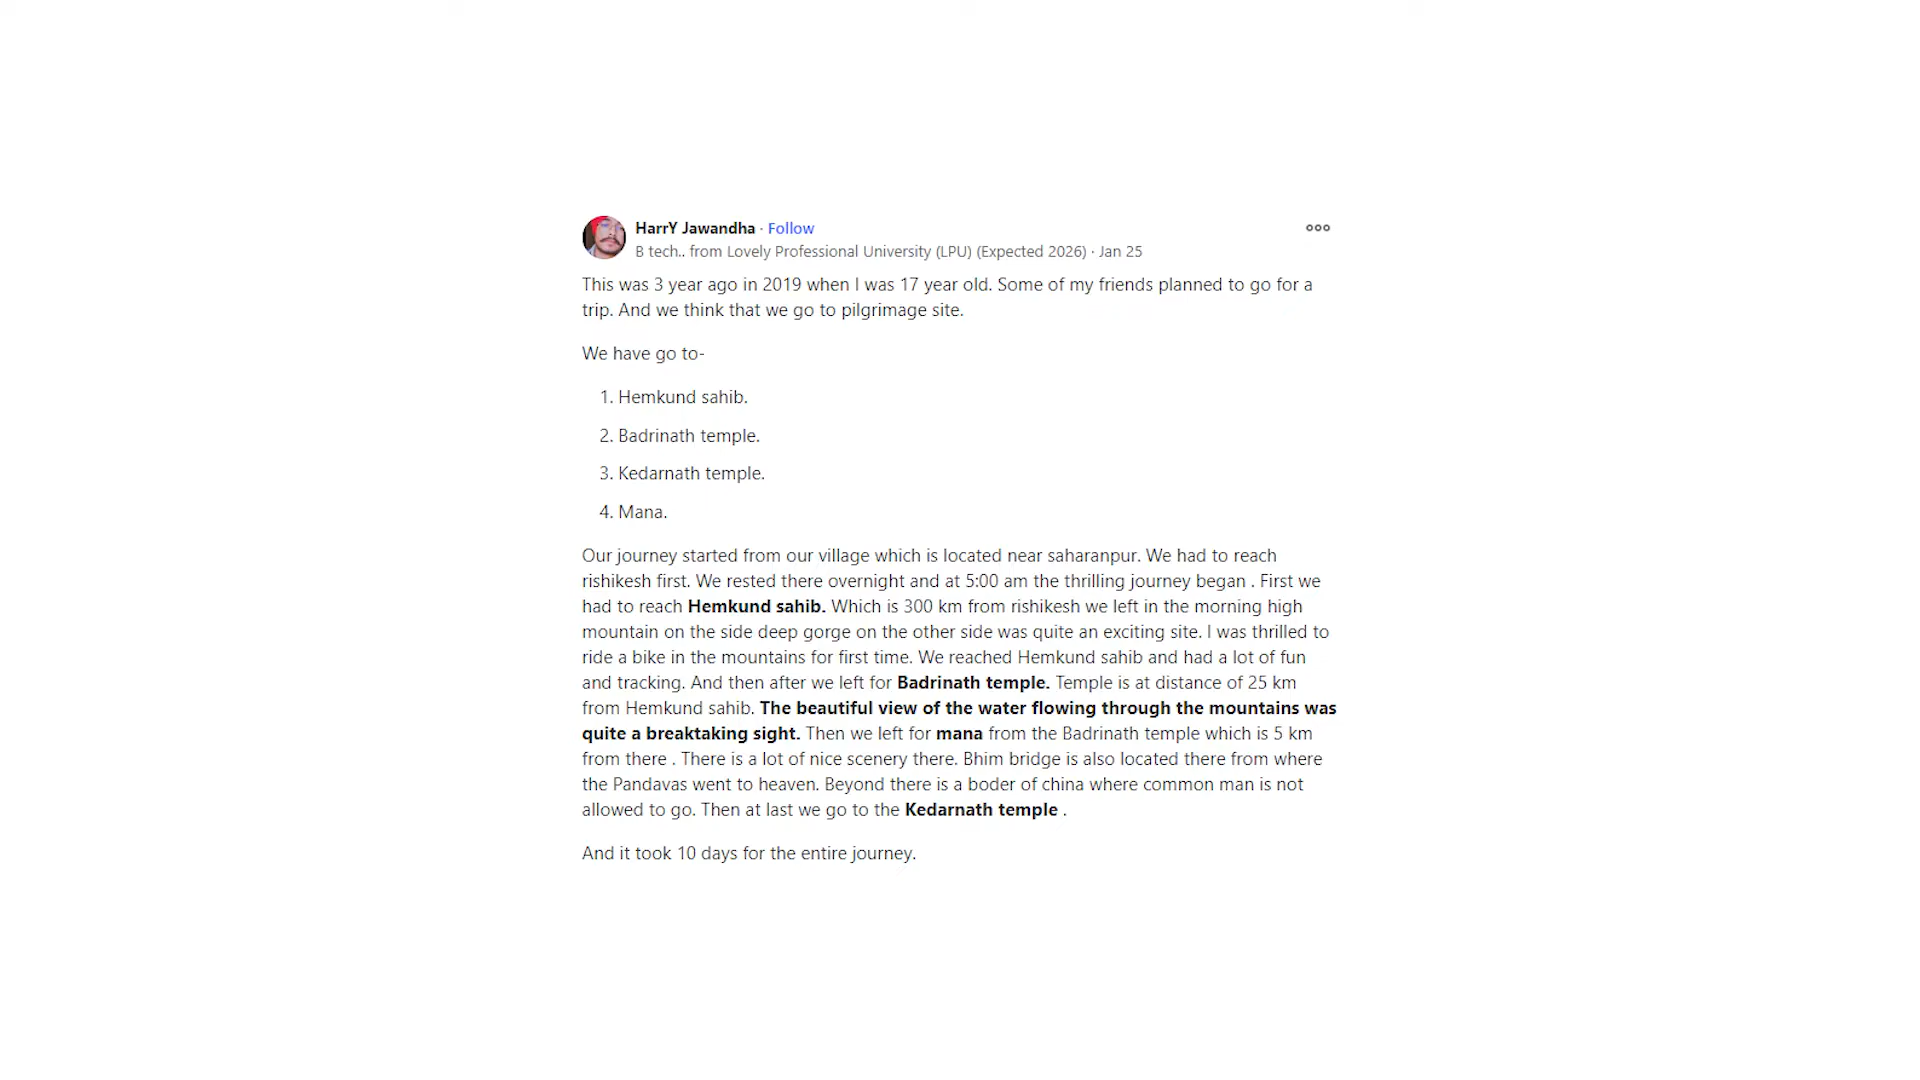 HarrY Jawandha · Follow
B tech.. from Lovely Professional University (LPU) (Expected 2026) · Jan 25
This was 3 year ago in 2019 when I was 17 year old. Some of my friends planned to go for a
trip. And we think that we go to pilgrimage site.
We have go to-
1. Hemkund sahib.
2. Badrinath temple.
3. Kedarnath temple.
4. Mana.
Our journey started from our village which is located near saharanpur. We had to reach
rishikesh first. We rested there overnight and at 5:00 am the thrilling journey began . First we
had to reach Hemkund sahib. Which is 300 km from rishikesh we left in the morning high
mountain on the side deep gorge on the other side was quite an exciting site. I was thrilled to
ride a bike in the mountains for first time. We reached Hemkund sahib and had a lot of fun
and tracking. And then after we left for Badrinath temple. Temple is at distance of 25 km
from Hemkund sahib. The beautiful view of the water flowing through the mountains was
quite a breaktaking sight. Then we left for mana from the Badrinath temple which is 5 km
from there . There is a lot of nice scenery there. Bhim bridge is also located there from where
the Pandavas went to heaven. Beyond there is a boder of china where common man is not
allowed to go. Then at last we go to the Kedarnath temple .
And it took 10 days for the entire journey.